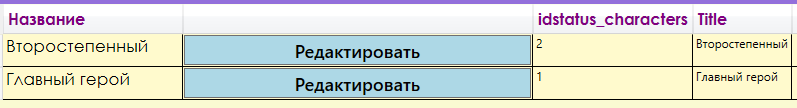 Название idstatus_characters Title
Второстепенный Редактировать 2 Второстепенный
Главный герой Редактировать 1 Главный герой